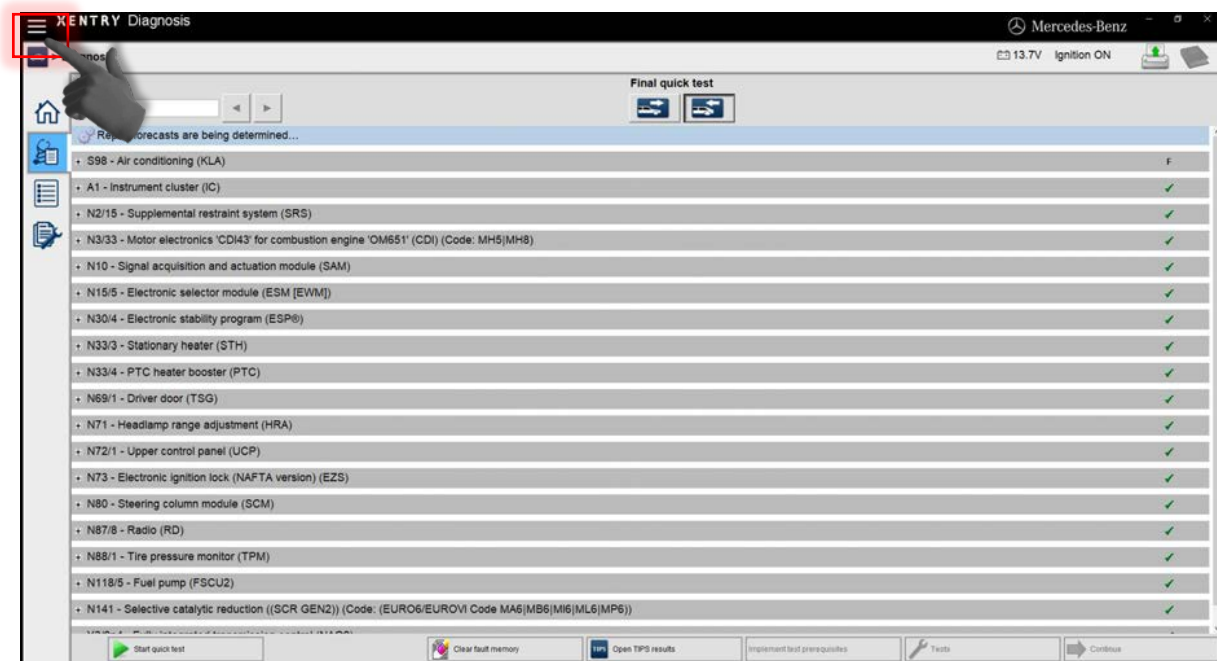 XENTRY Diagnosis
Mercedes-Benz
13.7V Ignition ON
Final quick test
forecasts are being determined...
+ S98 - Air conditioning (KLA) F
+ A1 - Instrument cluster (IC) ✓
+ N2/15 - Supplemental restraint system (SRS) ✓
+ N3/33 - Motor electronics 'CDI43' for combustion engine 'OM651' (CDI) (Code: MH5|MH8) ✓
+ N10 - Signal acquisition and actuation module (SAM) ✓
+ N15/5 - Electronic selector module (ESM [EWM]) ✓
+ N30/4 - Electronic stability program (ESP®) ✓
+ N33/3 - Stationary heater (STH) ✓
+ N33/4 - PTC heater booster (PTC) ✓
+ N69/1 - Driver door (TSG) ✓
+ N71 - Headlamp range adjustment (HRA) ✓
+ N72/1 - Upper control panel (UCP) ✓
+ N73 - Electronic ignition lock (NAFTA version) (EZS) ✓
+ N80 - Steering column module (SCM) ✓
+ N87/8 - Radio (RD) ✓
+ N88/1 - Tire pressure monitor (TPM) ✓
+ N118/5 - Fuel pump (FSCU2) ✓
+ N141 - Selective catalytic reduction ((SCR GEN2)) (Code: (EURO6/EUROVI Code MA6|MB6|MI6|ML6|MP6)) ✓
Start quick test
Clear fault memory
TIPS Open TIPS results
Implement test prerequisites
Tests
Continue